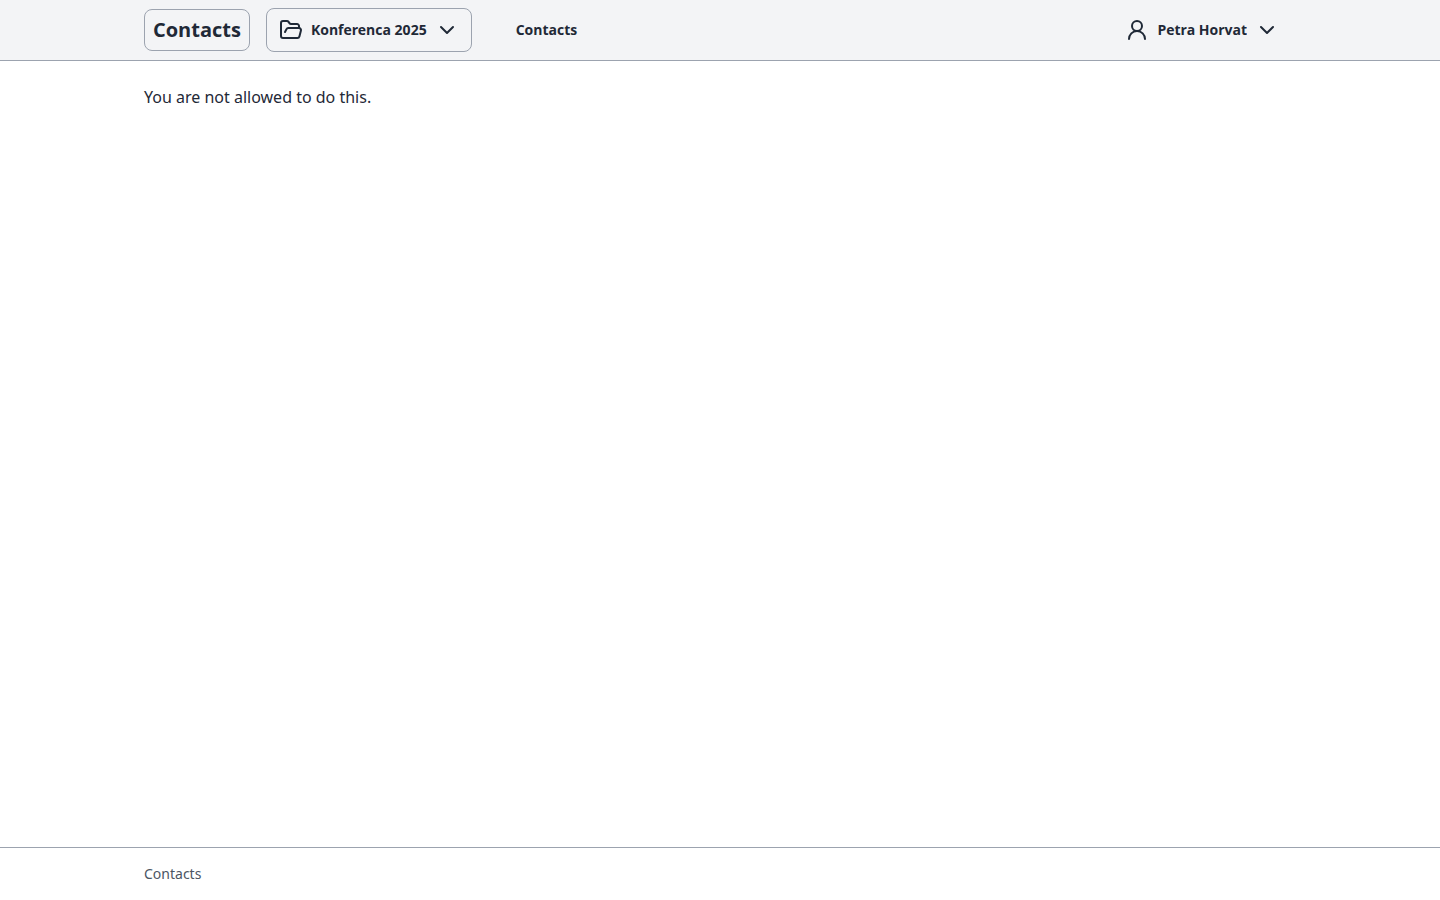 Contacts
Konferenca 2025
Contacts
Petra Horvat
You are not allowed to do this.
Contacts